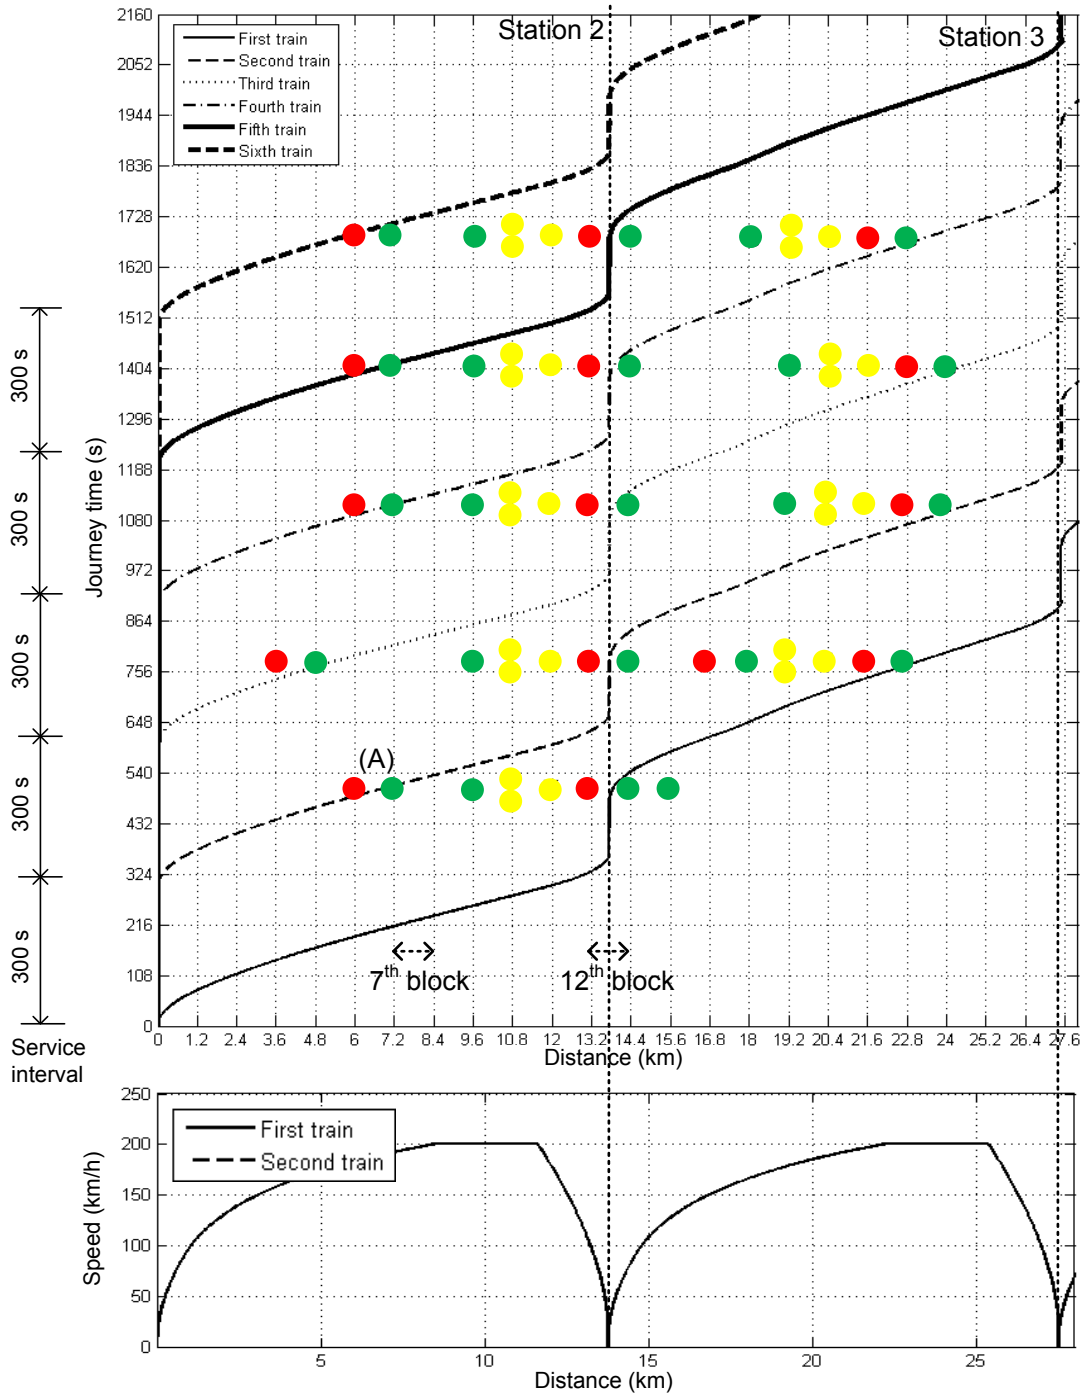 Station 2
Station 3
First train
Second train
Third train
Fourth train
Fifth train
Sixth train
2160
2052
1944
1836
1728
1620
1512
1404
1296
1188
1080
972
864
756
648
540
432
324
216
108
0
Journey time (s)
300 s
300 s
300 s
300 s
300 s
Service
interval
(A)
7th block
12th block
0 1.2 2.4 3.6 4.8 6 7.2 8.4 9.6 10.8 12 13.2 14.4 15.6 16.8 18 19.2 20.4 21.6 22.8 24 25.2 26.4 27.6
Distance (km)
250
200
150
100
50
0
Speed (km/h)
First train
Second train
5 10 15 20 25
Distance (km)